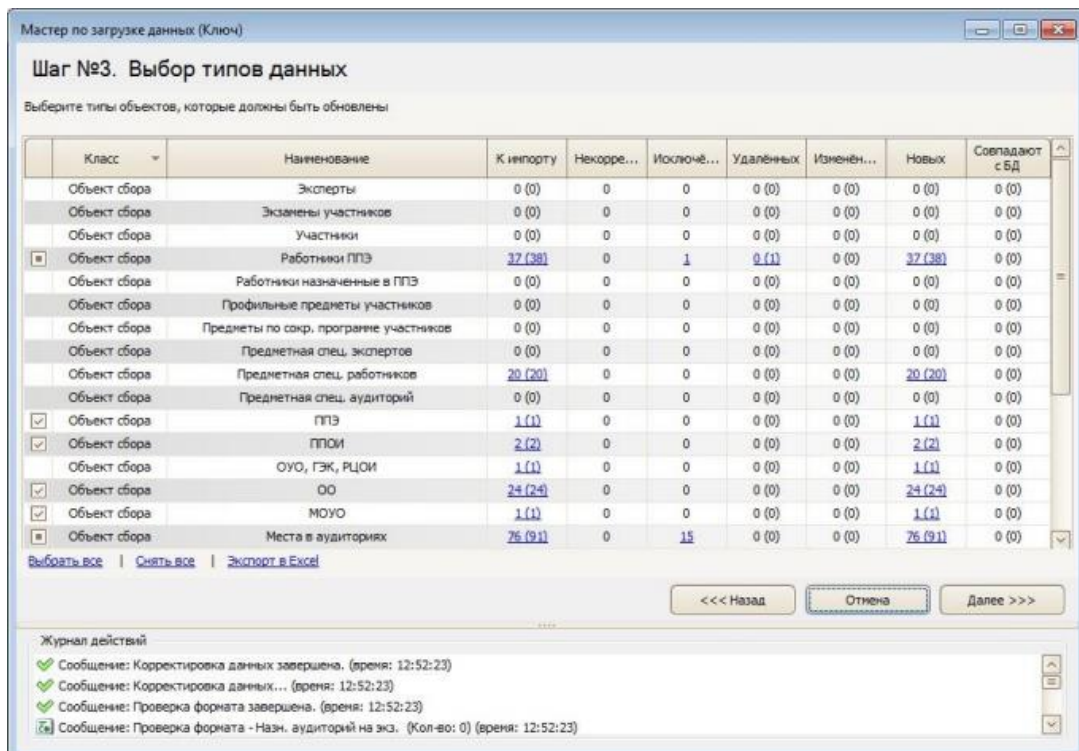 Мастер по загрузке данных (Ключ)
Шаг №3. Выбор типов данных
Выберите типы объектов, которые должны быть обновлены
Класс Наименование К импорту Некорре... Исключё... Удалённых Изменён... Новых Совпадают с БД
Объект сбора Эксперты 0 (0) 0 0 0 (0) 0 (0) 0 (0) 0 (0)
Объект сбора Экзамены участников 0 (0) 0 0 0 (0) 0 (0) 0 (0) 0 (0)
Объект сбора Участники 0 (0) 0 0 0 (0) 0 (0) 0 (0) 0 (0)
Объект сбора Работники ППЭ 37 (38) 0 1 0 (1) 0 (0) 37 (38) 0 (0)
Объект сбора Работники назначенные в ППЭ 0 (0) 0 0 0 (0) 0 (0) 0 (0) 0 (0)
Объект сбора Профильные предметы участников 0 (0) 0 0 0 (0) 0 (0) 0 (0) 0 (0)
Объект сбора Предметы по сокр. программе участников 0 (0) 0 0 0 (0) 0 (0) 0 (0) 0 (0)
Объект сбора Предметная спец. экспертов 0 (0) 0 0 0 (0) 0 (0) 0 (0) 0 (0)
Объект сбора Предметная спец. работников 20 (20) 0 0 0 (0) 0 (0) 20 (20) 0 (0)
Объект сбора Предметная спец. аудиторий 0 (0) 0 0 0 (0) 0 (0) 0 (0) 0 (0)
Объект сбора ППЭ 1 (1) 0 0 0 (0) 0 (0) 1 (1) 0 (0)
Объект сбора ППОИ 2 (2) 0 0 0 (0) 0 (0) 2 (2) 0 (0)
Объект сбора ОУО, ГЭК, РЦОИ 1 (1) 0 0 0 (0) 0 (0) 1 (1) 0 (0)
Объект сбора ОО 24 (24) 0 0 0 (0) 0 (0) 24 (24) 0 (0)
Объект сбора МОУО 1 (1) 0 0 0 (0) 0 (0) 1 (1) 0 (0)
Объект сбора Места в аудиториях 76 (91) 0 15 0 (0) 0 (0) 76 (91) 0 (0)
Выбрать все | Снять все | Экспорт в Excel
<<< Назад Отмена Далее >>>
Журнал действий
Сообщение: Корректировка данных завершена. (время: 12:52:23)
Сообщение: Корректировка данных... (время: 12:52:23)
Сообщение: Проверка формата завершена. (время: 12:52:23)
Сообщение: Проверка формата - Назн. аудиторий на экз. (Кол-во: 0) (время: 12:52:23)